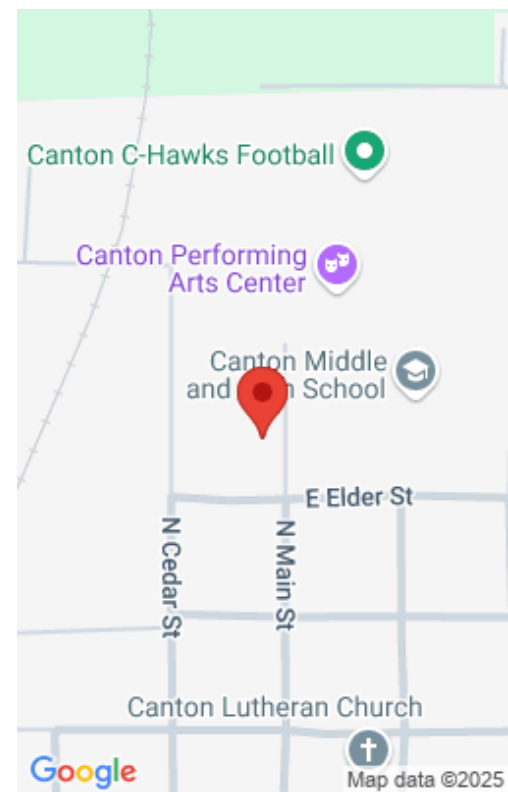 Canton C-Hawks Football
Canton Performing
Arts Center
Canton Middle
and School
E Elder St
N Cedar St
N Main St
Canton Lutheran Church
Google
Map data ©2025